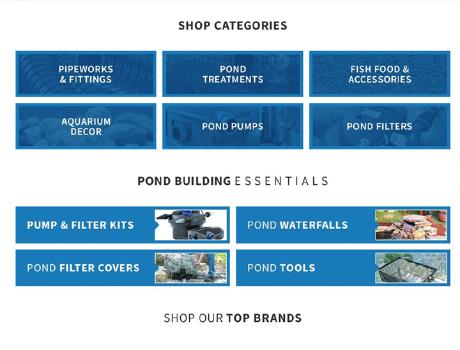 SHOP CATEGORIES
PIPEWORKS
& FITTINGS
POND
TREATMENTS
FISH FOOD &
ACCESSORIES
AQUARIUM
DECOR
POND PUMPS
POND FILTERS
POND BUILDING ESSENTIALS
PUMP & FILTER KITS
POND WATERFALLS
POND FILTER COVERS
POND TOOLS
SHOP OUR TOP BRANDS